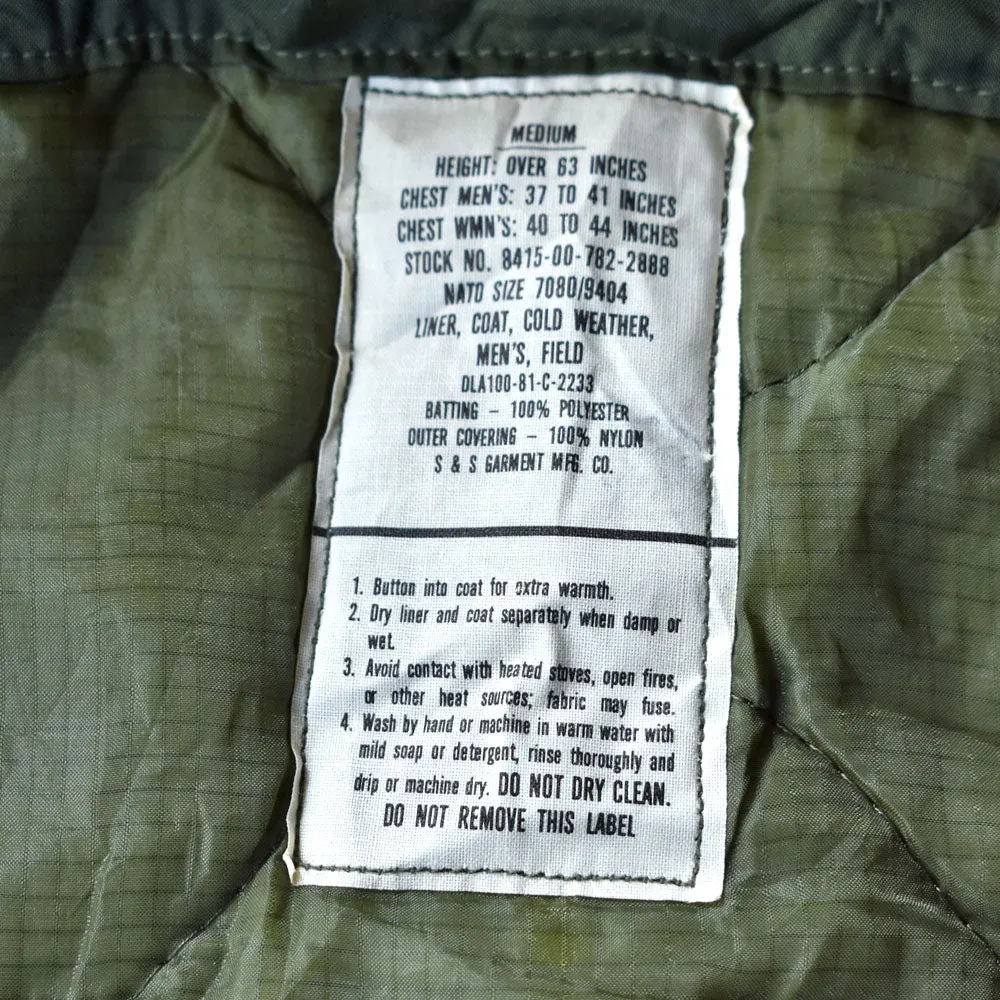 MEDIUM
HEIGHT: OVER 63 INCHES
CHEST MEN'S: 37 TO 41 INCHES
CHEST WMN'S: 40 TO 44 INCHES
STOCK NO. 8415-00-782-2888
NATO SIZE 7080/9404
LINER, COAT, COLD WEATHER,
MEN'S, FIELD
DLA100-81-C-2233
BATTING – 100% POLYESTER
OUTER COVERING – 100% NYLON
S & S GARMENT MFG. CO.
1. Button into coat for extra warmth.
2. Dry liner and coat separately when damp or
wet.
3. Avoid contact with heated stoves, open fires,
or other heat sources; fabric may fuse.
4. Wash by hand or machine in warm water with
mild soap or detergent, rinse thoroughly and
drip or machine dry. DO NOT DRY CLEAN.
DO NOT REMOVE THIS LABEL